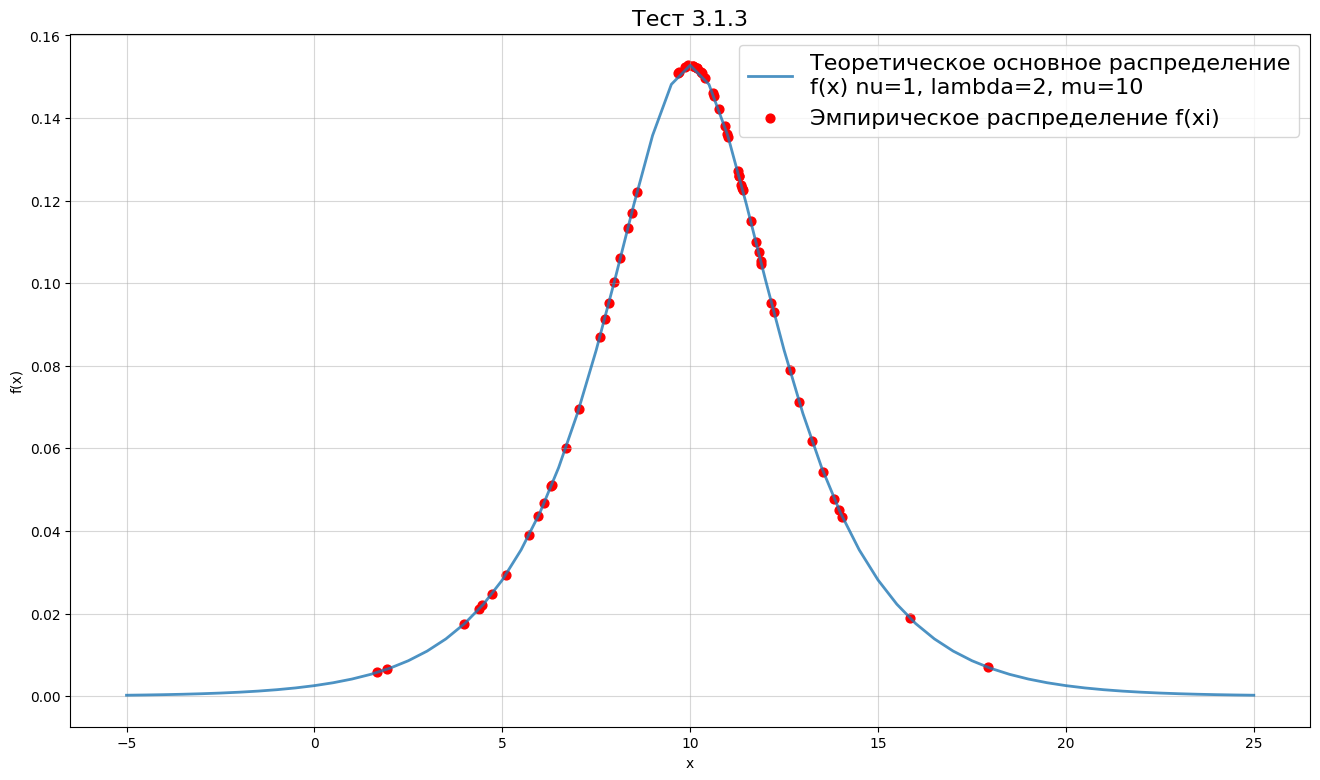 Тест 3.1.3
Теоретическое основное распределение
f(x) nu=1, lambda=2, mu=10
Эмпирическое распределение f(xi)
0.16
0.14
0.12
0.10
0.08
0.06
0.04
0.02
0.00
f(x)
−5
0
5
10
15
20
25
x